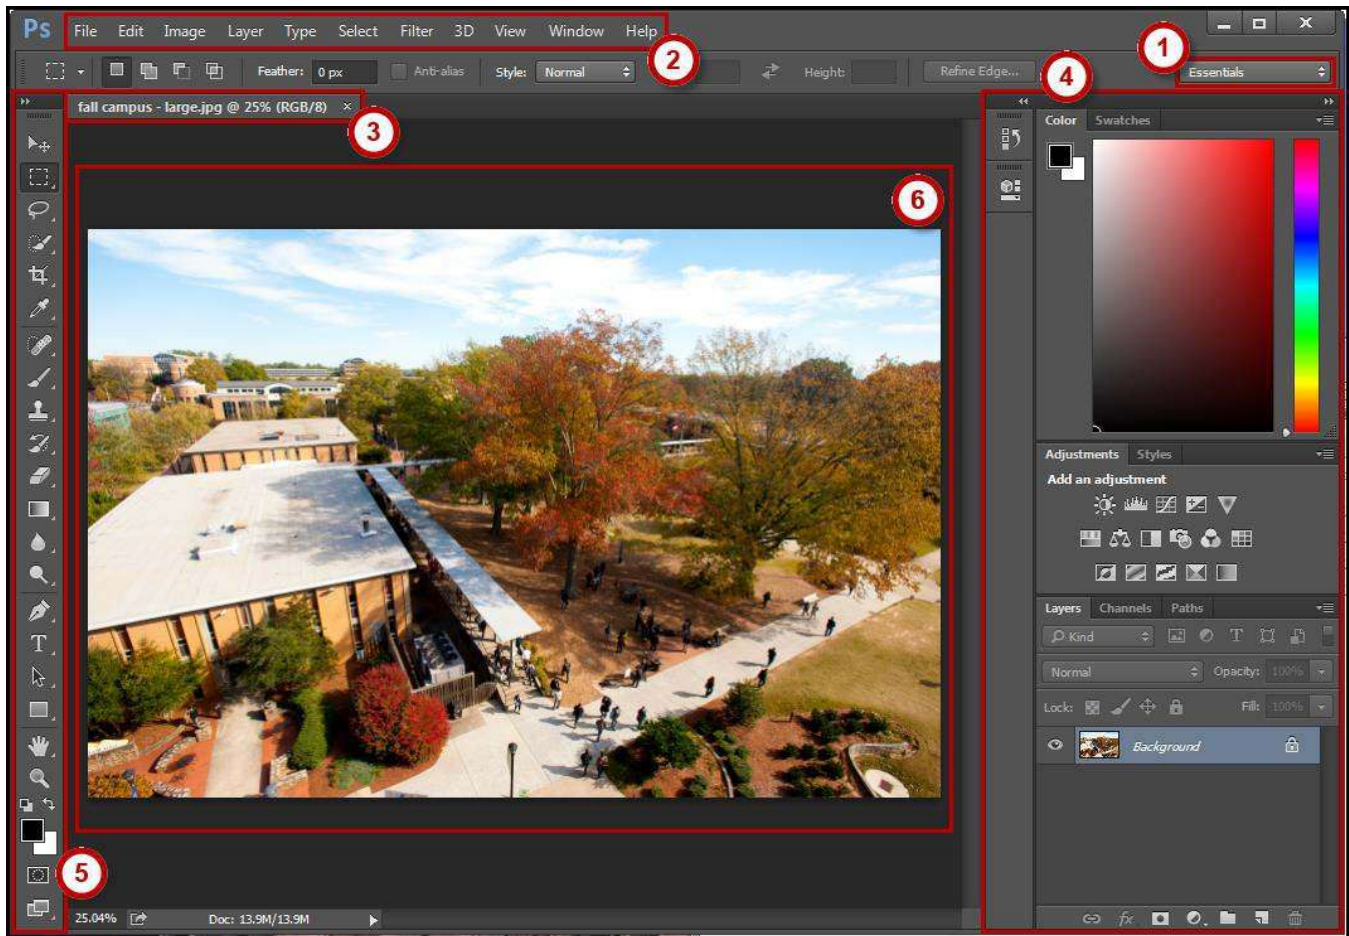 Ps File Edit Image Layer Type Select Filter 3D View Window Help
1
2
Feather: 0 px Anti-alias Style: Normal Height: Refine Edge... 4 Essentials
fall campus - large.jpg @ 25% (RGB/8) ×
3
Color Swatches
6
Adjustments Styles
Add an adjustment
Layers Channels Paths
Kind
Normal Opacity: 100%
Lock: Fill: 100%
Background
5
25.04% Doc: 13.9M/13.9M